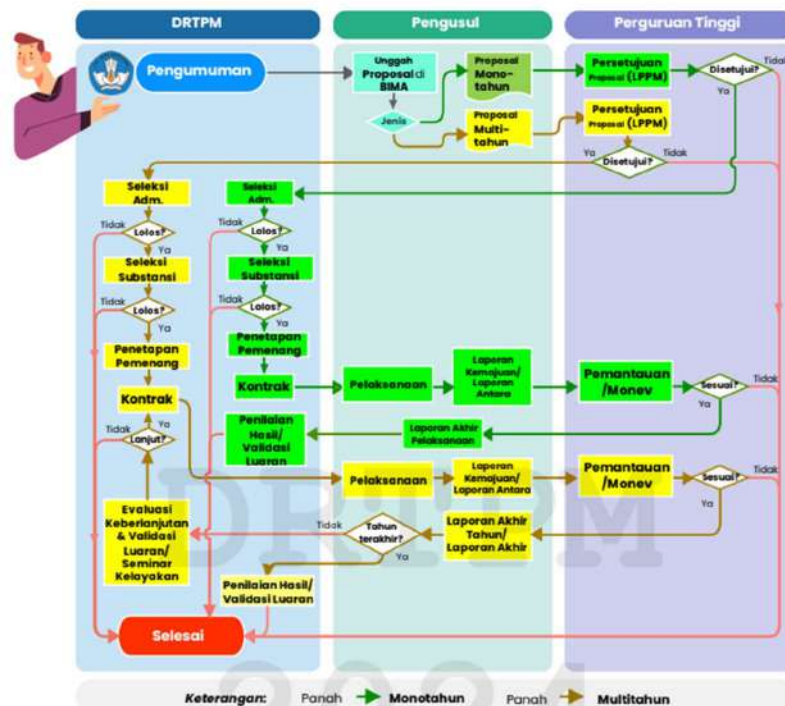 DRTPM
Pengusul
Perguruan Tinggi
Pengumuman
Unggah
Proposal di
BIMA
Jenis
Proposal
Mono-
tahun
Proposal
Multi-
tahun
Persetujuan
Proposal (LPPM)
Disetujui?
Tidak
Ya
Persetujuan
Proposal (LPPM)
Ya
Disetujui?
Tidak
Seleksi
Adm.
Seleksi
Adm.
Tidak
Lolos?
Ya
Tidak
Lolos?
Ya
Seleksi
Substansi
Seleksi
Substansi
Tidak
Lolos?
Ya
Tidak
Lolos?
Ya
Penetapan
Pemenang
Penetapan
Pemenang
Kontrak
Kontrak
Pelaksanaan
Laporan
Kemajuan/
Laporan
Antara
Pemantauan
/Monev
Sesuai?
Tidak
Ya
Tidak
Ya
Lanjut?
Penilaian
Hasil/
Validasi
Luaran
Laporan Akhir
Pelaksanaan
Pelaksanaan
Laporan
Kemajuan/
Laporan Antara
Pemantauan
/Monev
Sesuai?
Tidak
Ya
Evaluasi
Keberlanjutan
& Validasi
Luaran/
Seminar
Kelayakan
Tidak
Tahun
terakhir?
Ya
Laporan Akhir
Tahun/
Laporan Akhir
Penilaian Hasil/
Validasi Luaran
Selesai
DRTPM
2024
Keterangan: Panah Monotahun Panah Multitahun